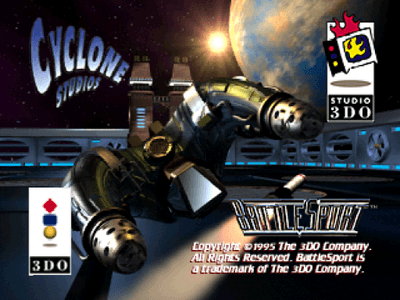 CYCLONE
STUDIOS
STUDIO
3DO
3DO
BATTLESPORT™
Copyright ©1995 The 3DO Company.
All Rights Reserved. BattleSport is
a trademark of The 3DO Company.